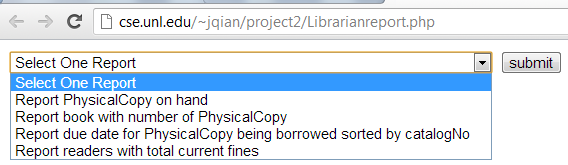 cse.unl.edu/~jqian/project2/Librarianreport.php
Select One Report submit
Select One Report
Report PhysicalCopy on hand
Report book with number of PhysicalCopy
Report due date for PhysicalCopy being borrowed sorted by catalogNo
Report readers with total current fines